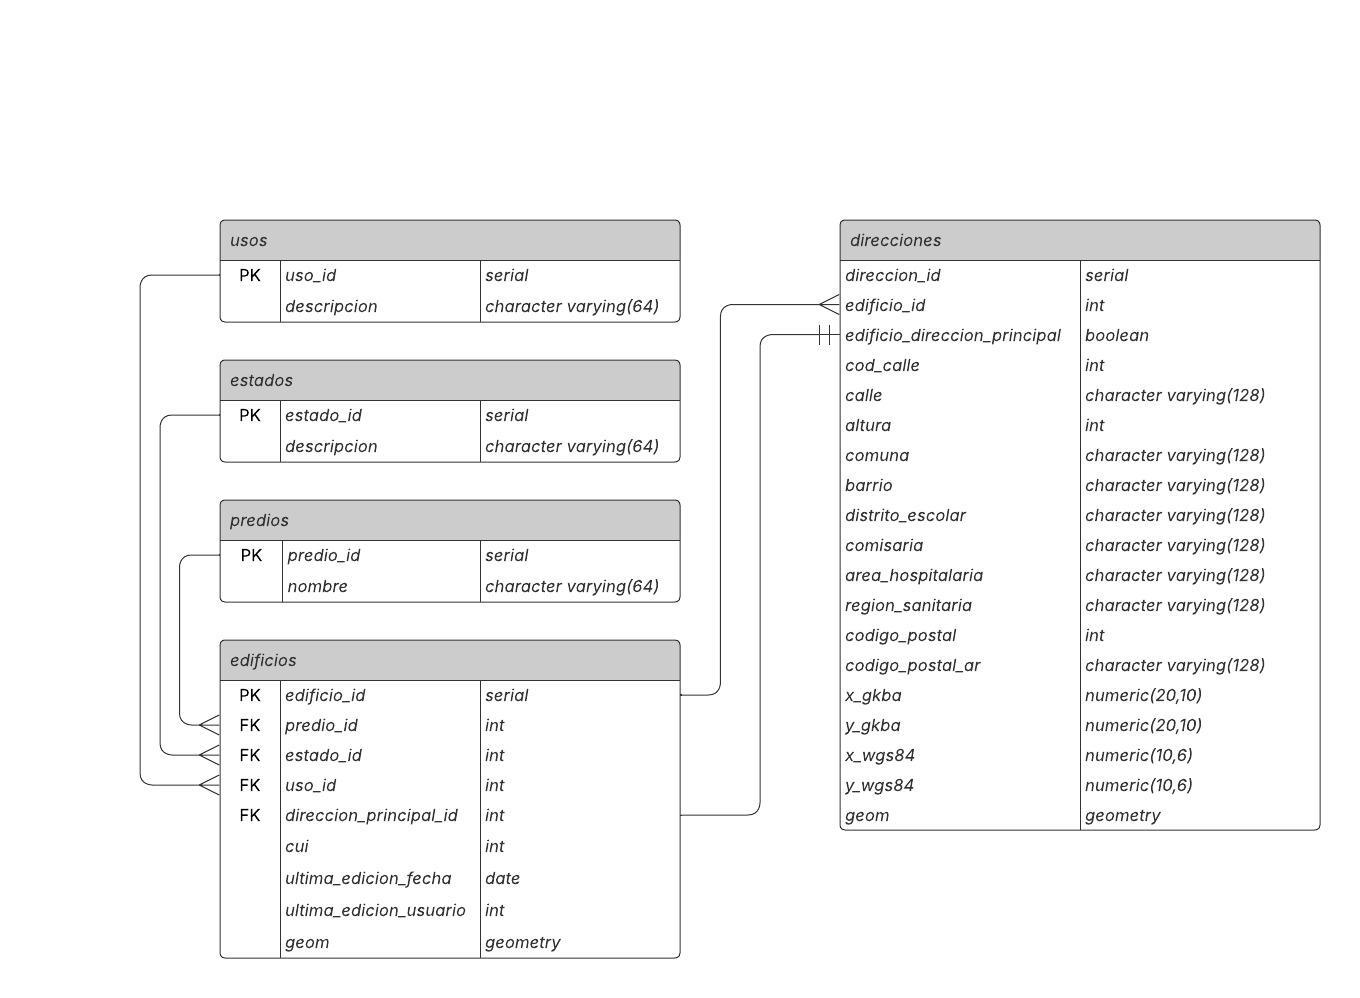 usos
PK uso_id serial
descripcion character varying(64)
estados
PK estado_id serial
descripcion character varying(64)
predios
PK predio_id serial
nombre character varying(64)
edificios
PK edificio_id serial
FK predio_id int
FK estado_id int
FK uso_id int
FK direccion_principal_id int
cui int
ultima_edicion_fecha date
ultima_edicion_usuario int
geom geometry
direcciones
direccion_id serial
edificio_id int
edificio_direccion_principal boolean
cod_calle int
calle character varying(128)
altura int
comuna character varying(128)
barrio character varying(128)
distrito_escolar character varying(128)
comisaria character varying(128)
area_hospitalaria character varying(128)
region_sanitaria character varying(128)
codigo_postal int
codigo_postal_ar character varying(128)
x_gkba numeric(20,10)
y_gkba numeric(20,10)
x_wgs84 numeric(10,6)
y_wgs84 numeric(10,6)
geom geometry